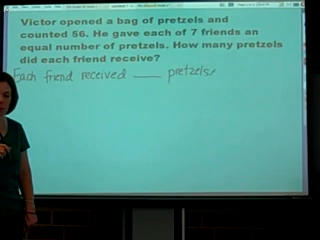 Victor opened a bag of pretzels and
counted 56. He gave each of 7 friends an
equal number of pretzels. How many pretzels
did each friend receive?
Each friend received ___ pretzels.